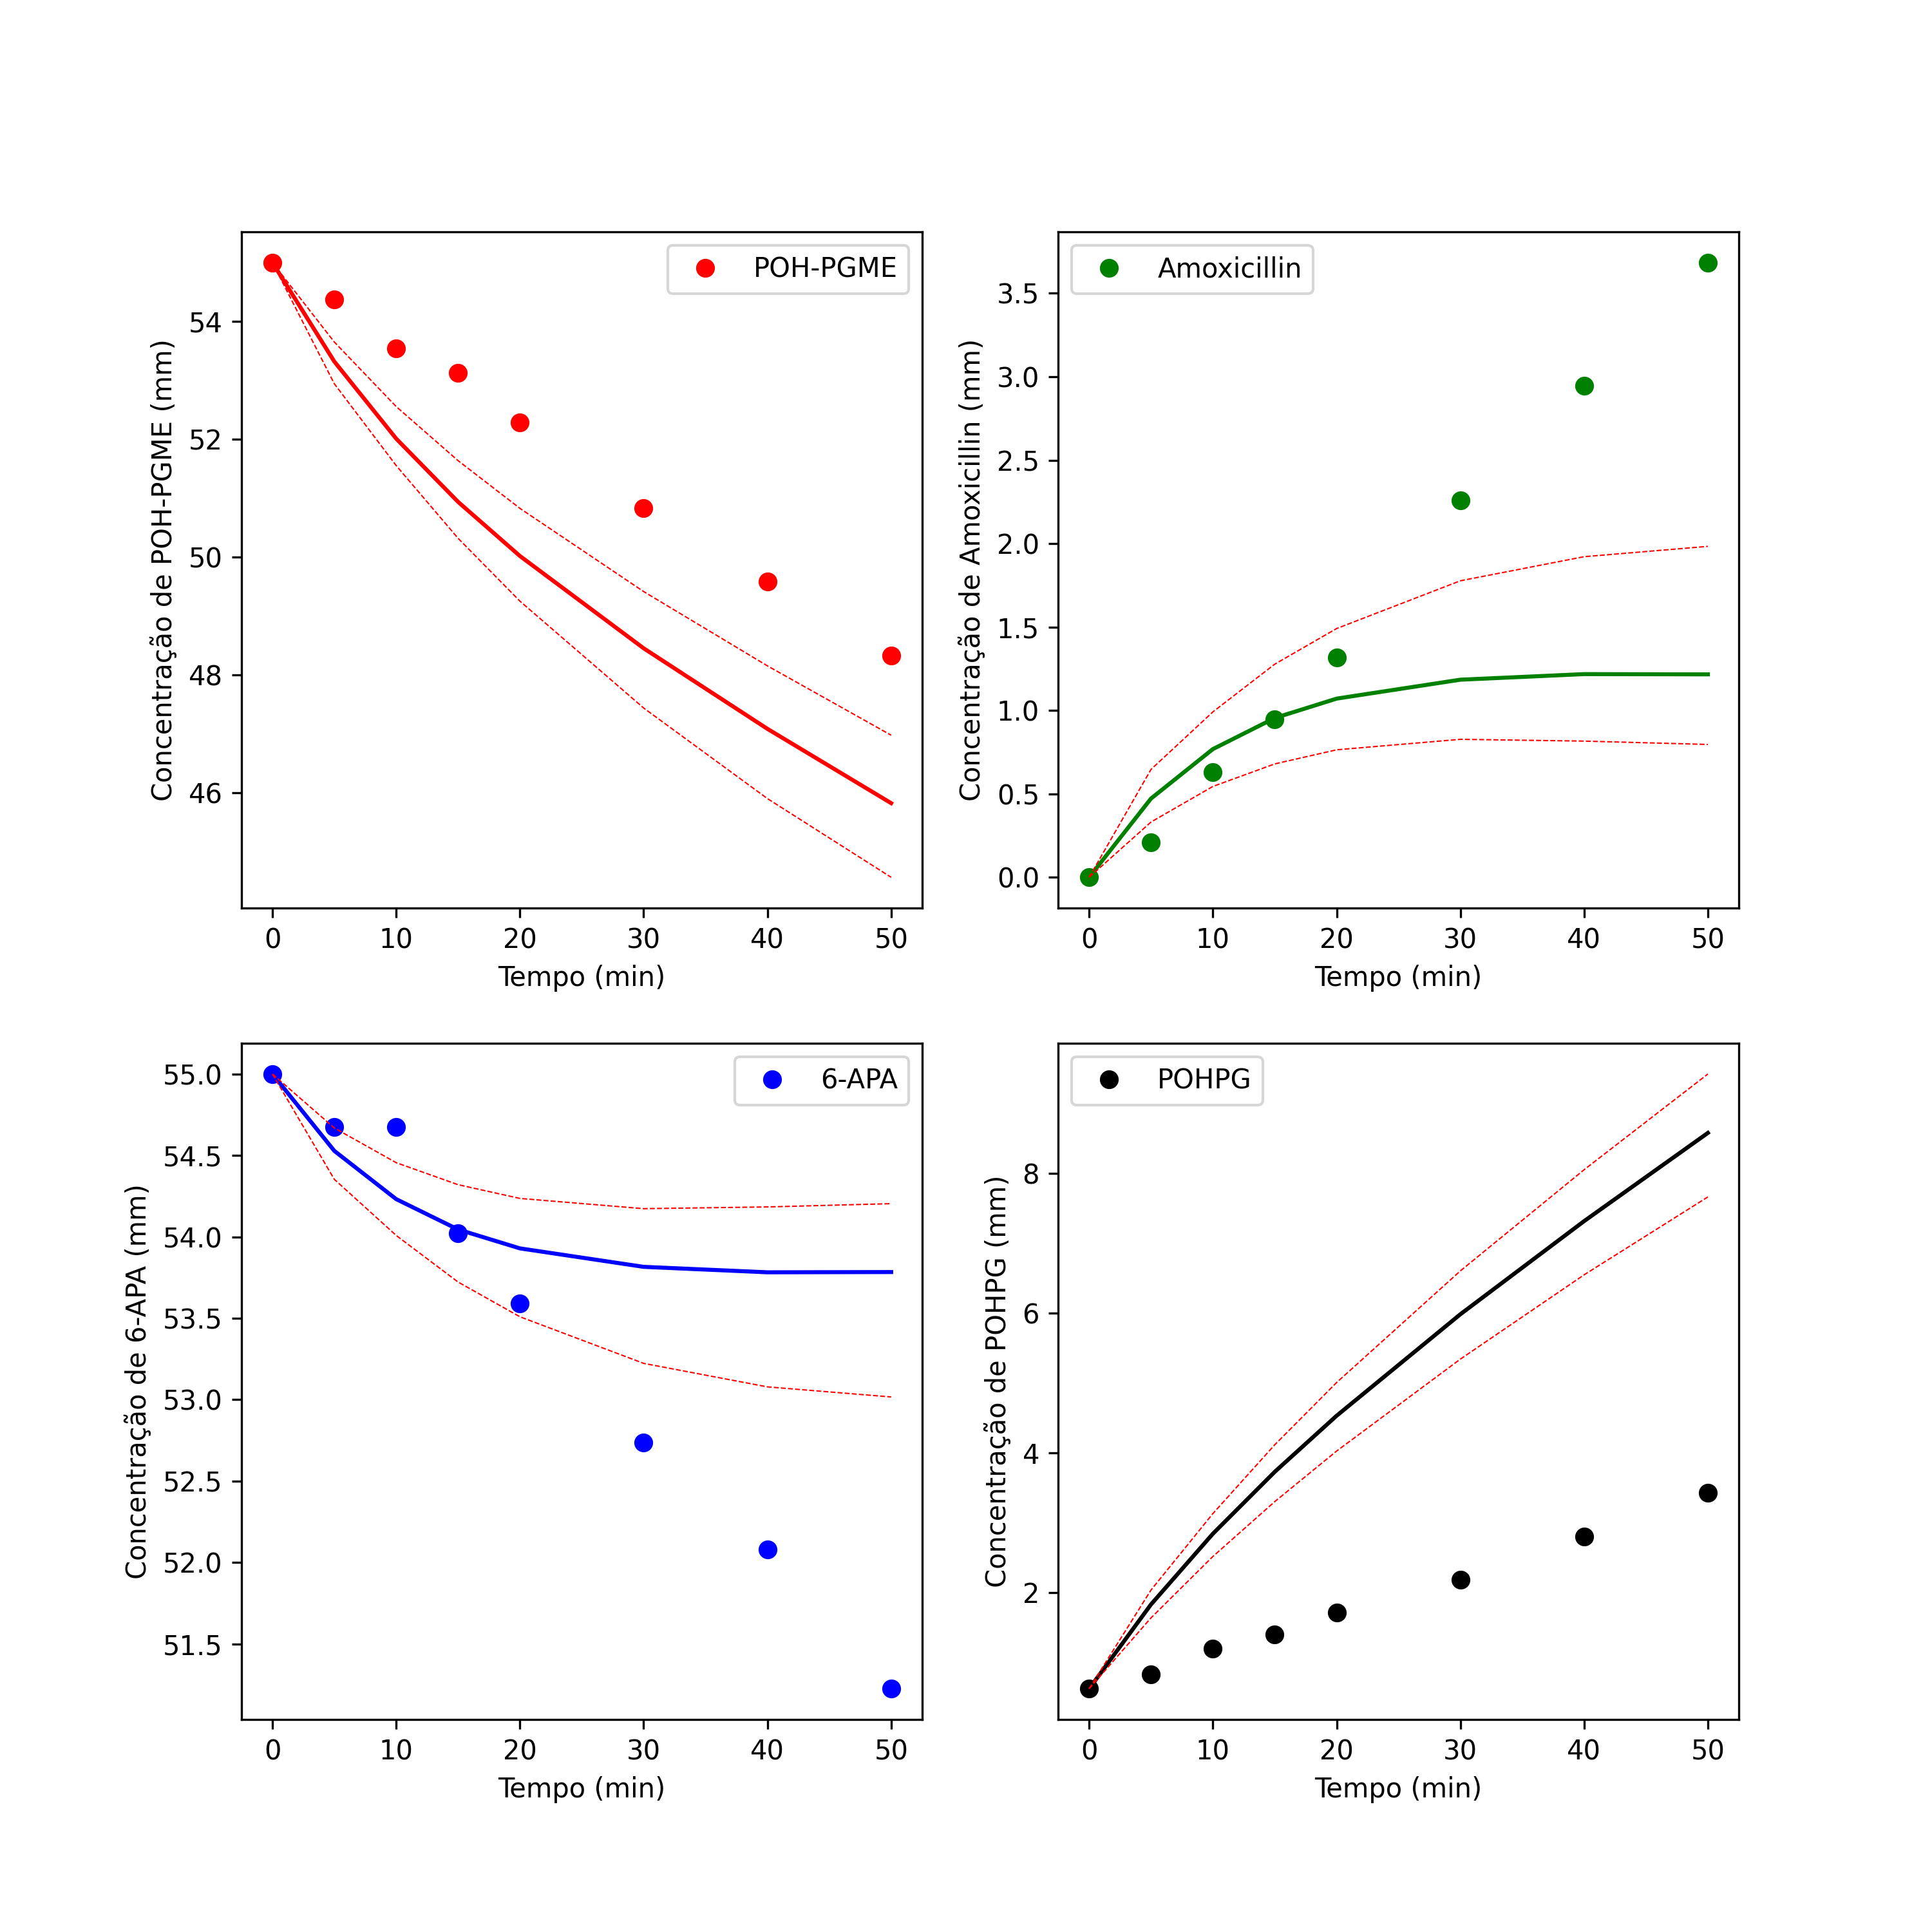 POH-PGME
Concentração de POH-PGME (mm)
54
52
50
48
46
0 10 20 30 40 50
Tempo (min)
Amoxicillin
Concentração de Amoxicillin (mm)
3.5
3.0
2.5
2.0
1.5
1.0
0.5
0.0
0 10 20 30 40 50
Tempo (min)
6-APA
Concentração de 6-APA (mm)
55.0
54.5
54.0
53.5
53.0
52.5
52.0
51.5
0 10 20 30 40 50
Tempo (min)
POHPG
Concentração de POHPG (mm)
8
6
4
2
0 10 20 30 40 50
Tempo (min)